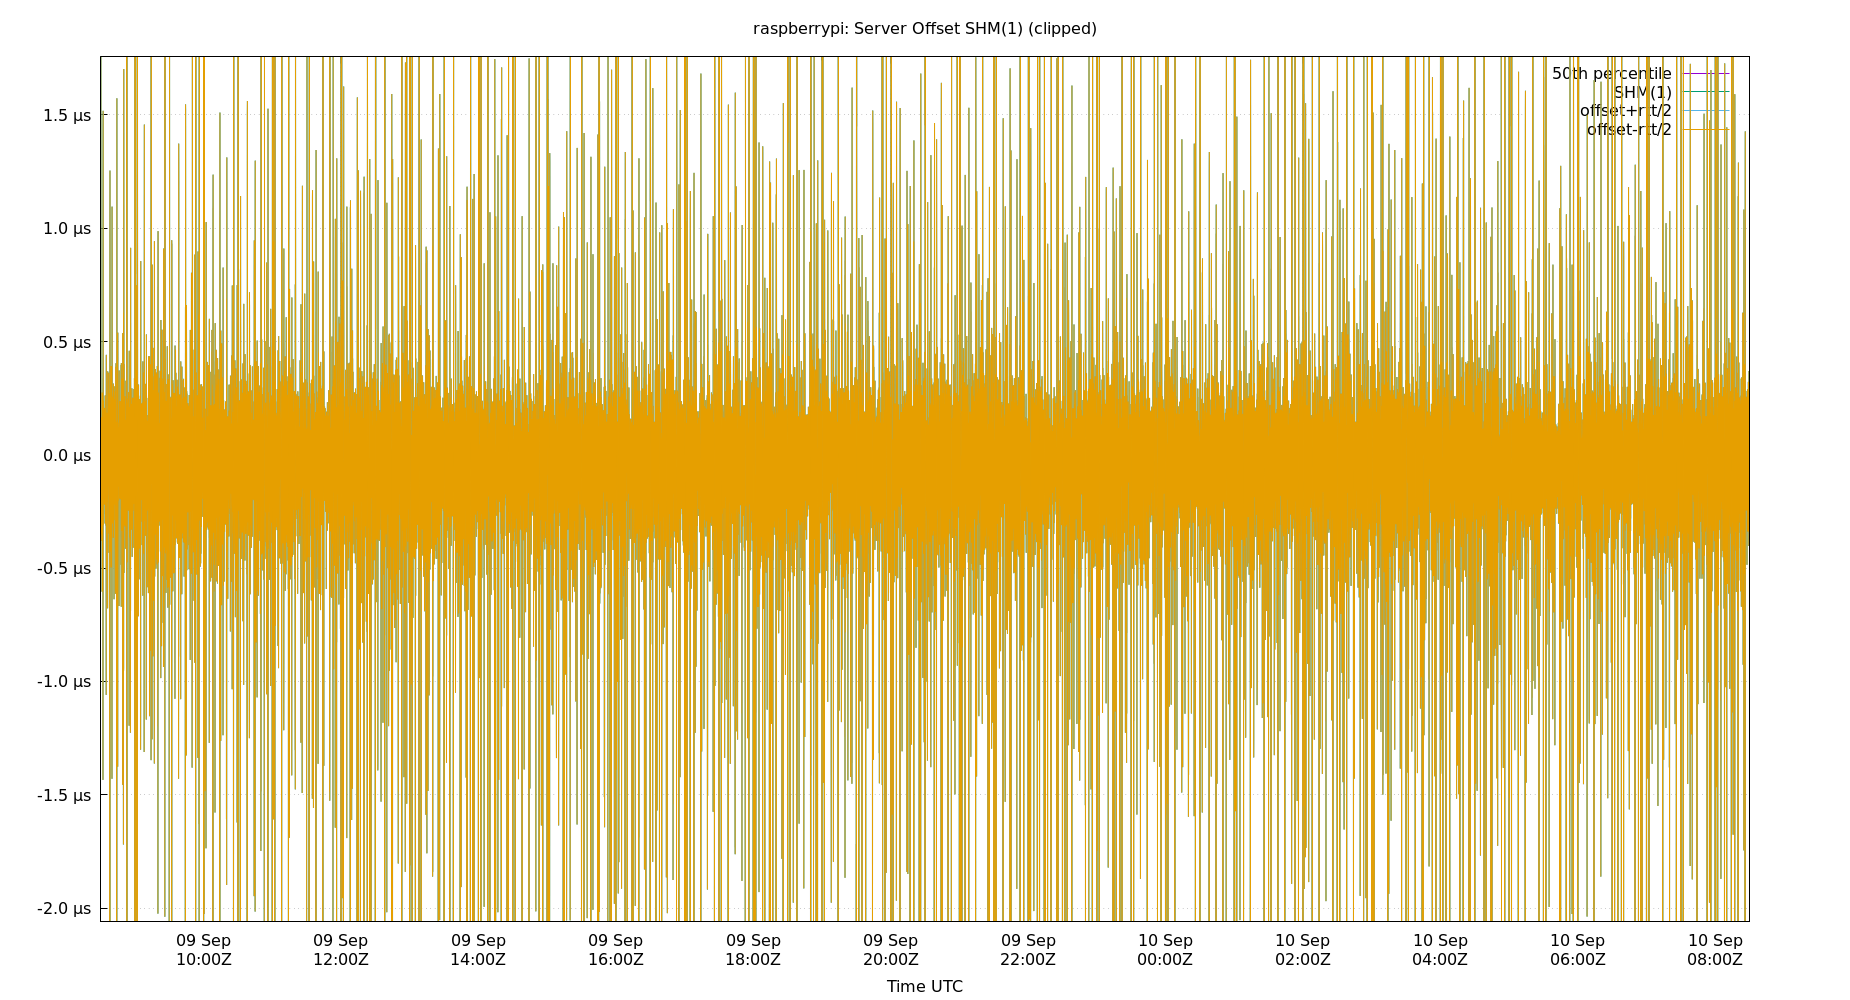 raspberrypi: Server Offset SHM(1) (clipped)
50th percentile
SHM(1)
offset+rtt/2
offset-rtt/2
1.5 µs
1.0 µs
0.5 µs
0.0 µs
-0.5 µs
-1.0 µs
-1.5 µs
-2.0 µs
09 Sep 09 Sep 09 Sep 09 Sep 09 Sep 09 Sep 09 Sep 10 Sep 10 Sep 10 Sep 10 Sep 10 Sep
10:00Z 12:00Z 14:00Z 16:00Z 18:00Z 20:00Z 22:00Z 00:00Z 02:00Z 04:00Z 06:00Z 08:00Z
Time UTC